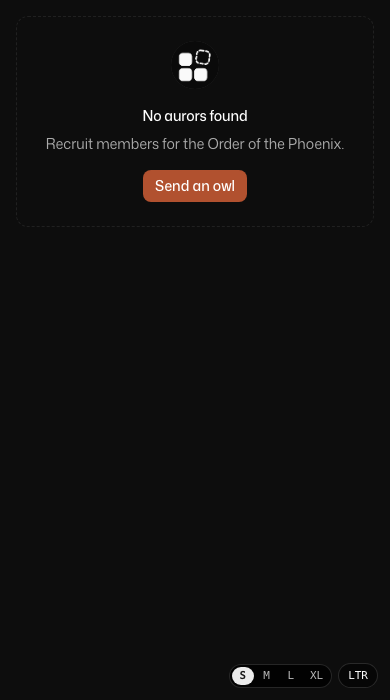 No aurors found
Recruit members for the Order of the Phoenix.
Send an owl
S M L XL LTR